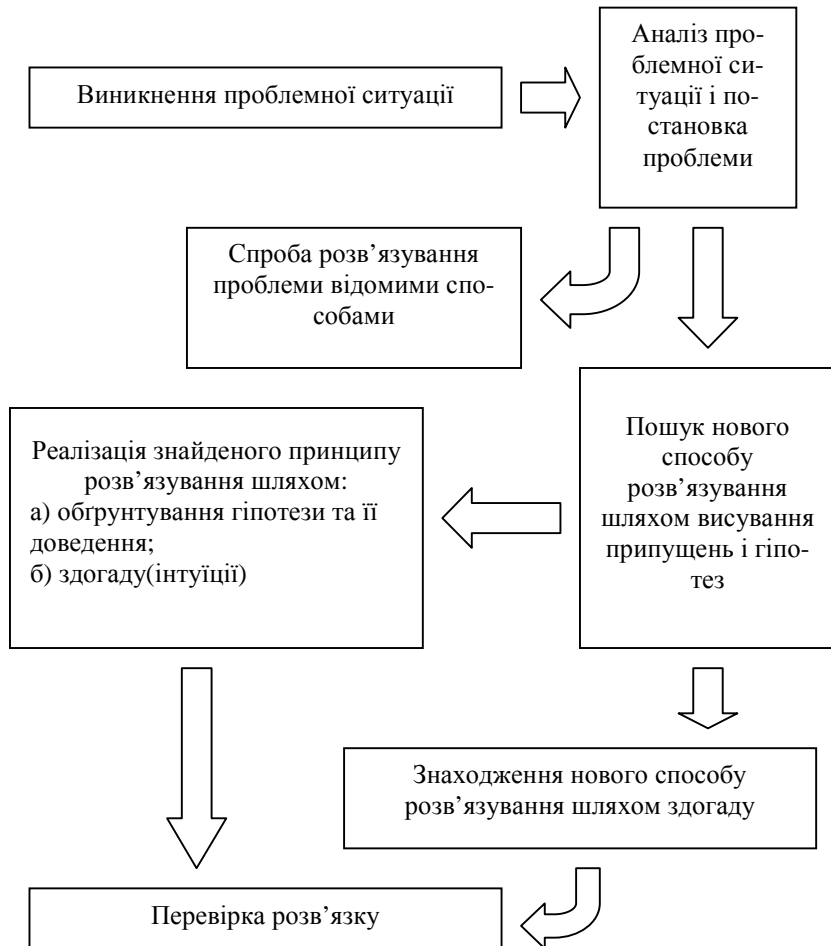 Виникнення проблемної ситуації
Аналіз про-
блемної си-
туації і по-
становка
проблеми
Спроба розв’язування
проблеми відомими спо-
собами
Пошук нового
способу
розв’язування
шляхом висування
припущень і гіпо-
тез
Реалізація знайденого принципу
розв’язування шляхом:
а) обґрунтування гіпотези та її
доведення;
б) здогаду(інтуїції)
Знаходження нового способу
розв’язування шляхом здогаду
Перевірка розв’язку